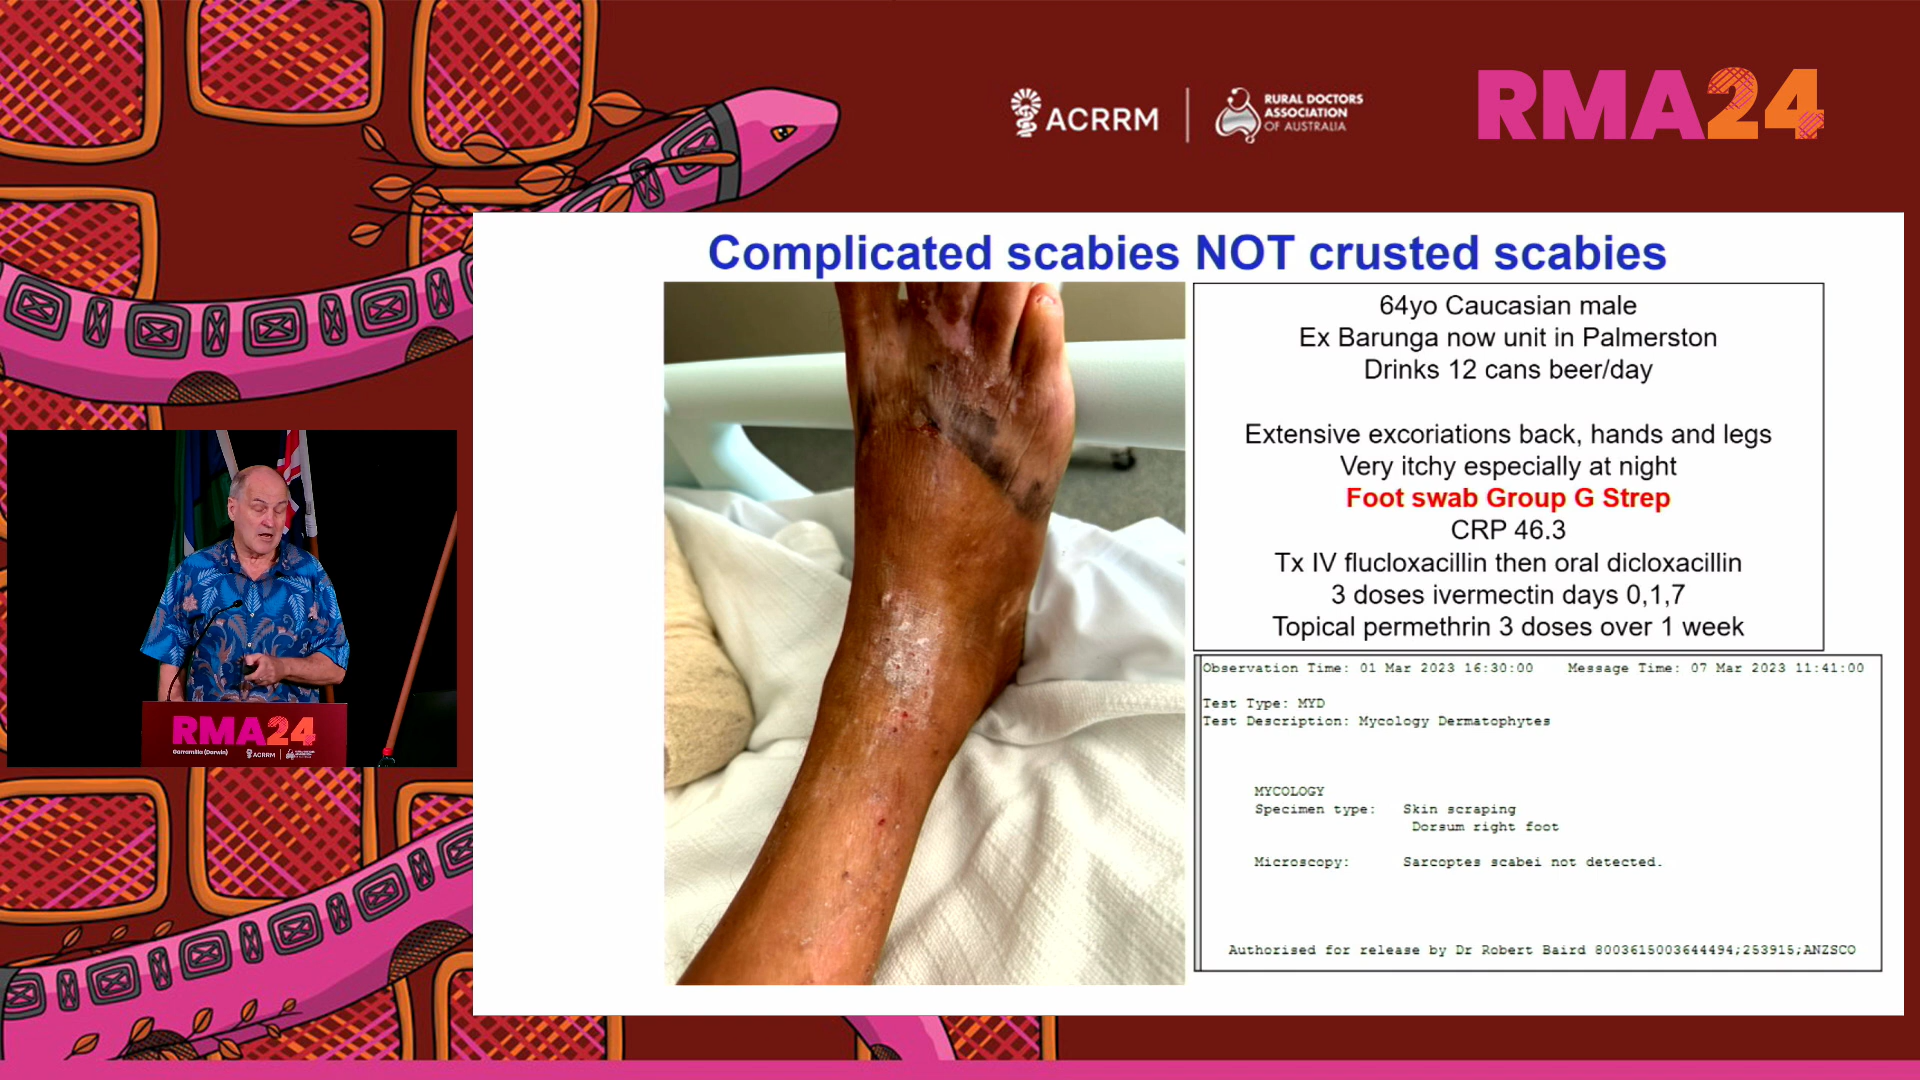 ACRRM
RURAL DOCTORS
ASSOCIATION
OF AUSTRALIA
RMA24
Complicated scabies NOT crusted scabies
64yo Caucasian male
Ex Barunga now unit in Palmerston
Drinks 12 cans beer/day
Extensive excoriations back, hands and legs
Very itchy especially at night
Foot swab Group G Strep
CRP 46.3
Tx IV flucloxacillin then oral dicloxacillin
3 doses ivermectin days 0,1,7
Topical permethrin 3 doses over 1 week
Observation Time: 01 Mar 2023 16:30:00 Message Time: 07 Mar 2023 11:41:00
Test Type: MYD
Test Description: Mycology Dermatophytes
MYCOLOGY
Specimen type: Skin scraping
Dorsum right foot
Microscopy: Sarcoptes scabei not detected.
Authorised for release by Dr Robert Baird 8003615003644494;253915;ANZSCO
RMA24
Garramilla (Darwin)
ACRRM